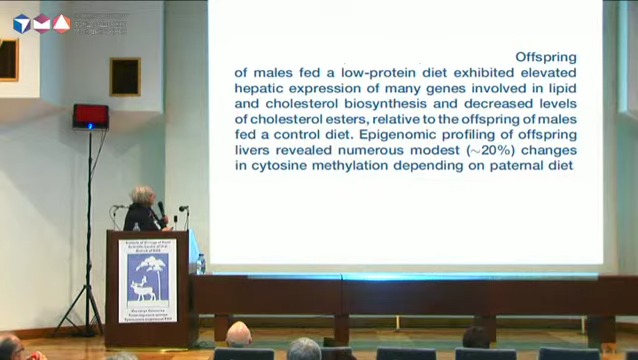 Offspring
of males fed a low-protein diet exhibited elevated
hepatic expression of many genes involved in lipid
and cholesterol biosynthesis and decreased levels
of cholesterol esters, relative to the offspring of males
fed a control diet. Epigenomic profiling of offspring
livers revealed numerous modest (~20%) changes
in cytosine methylation depending on paternal diet